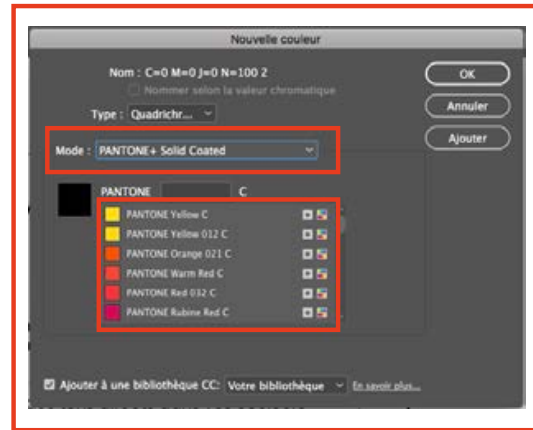 Nouvelle couleur
Nom : C=0 M=0 J=0 N=100 2
Nommer selon la valeur chromatique
Type : Quadrichr...
Mode : PANTONE+ Solid Coated
PANTONE C
PANTONE Yellow C
PANTONE Yellow 012 C
PANTONE Orange 021 C
PANTONE Warm Red C
PANTONE Red 032 C
PANTONE Rubine Red C
OK
Annuler
Ajouter
Ajouter à une bibliothèque CC: Votre bibliothèque En savoir plus...